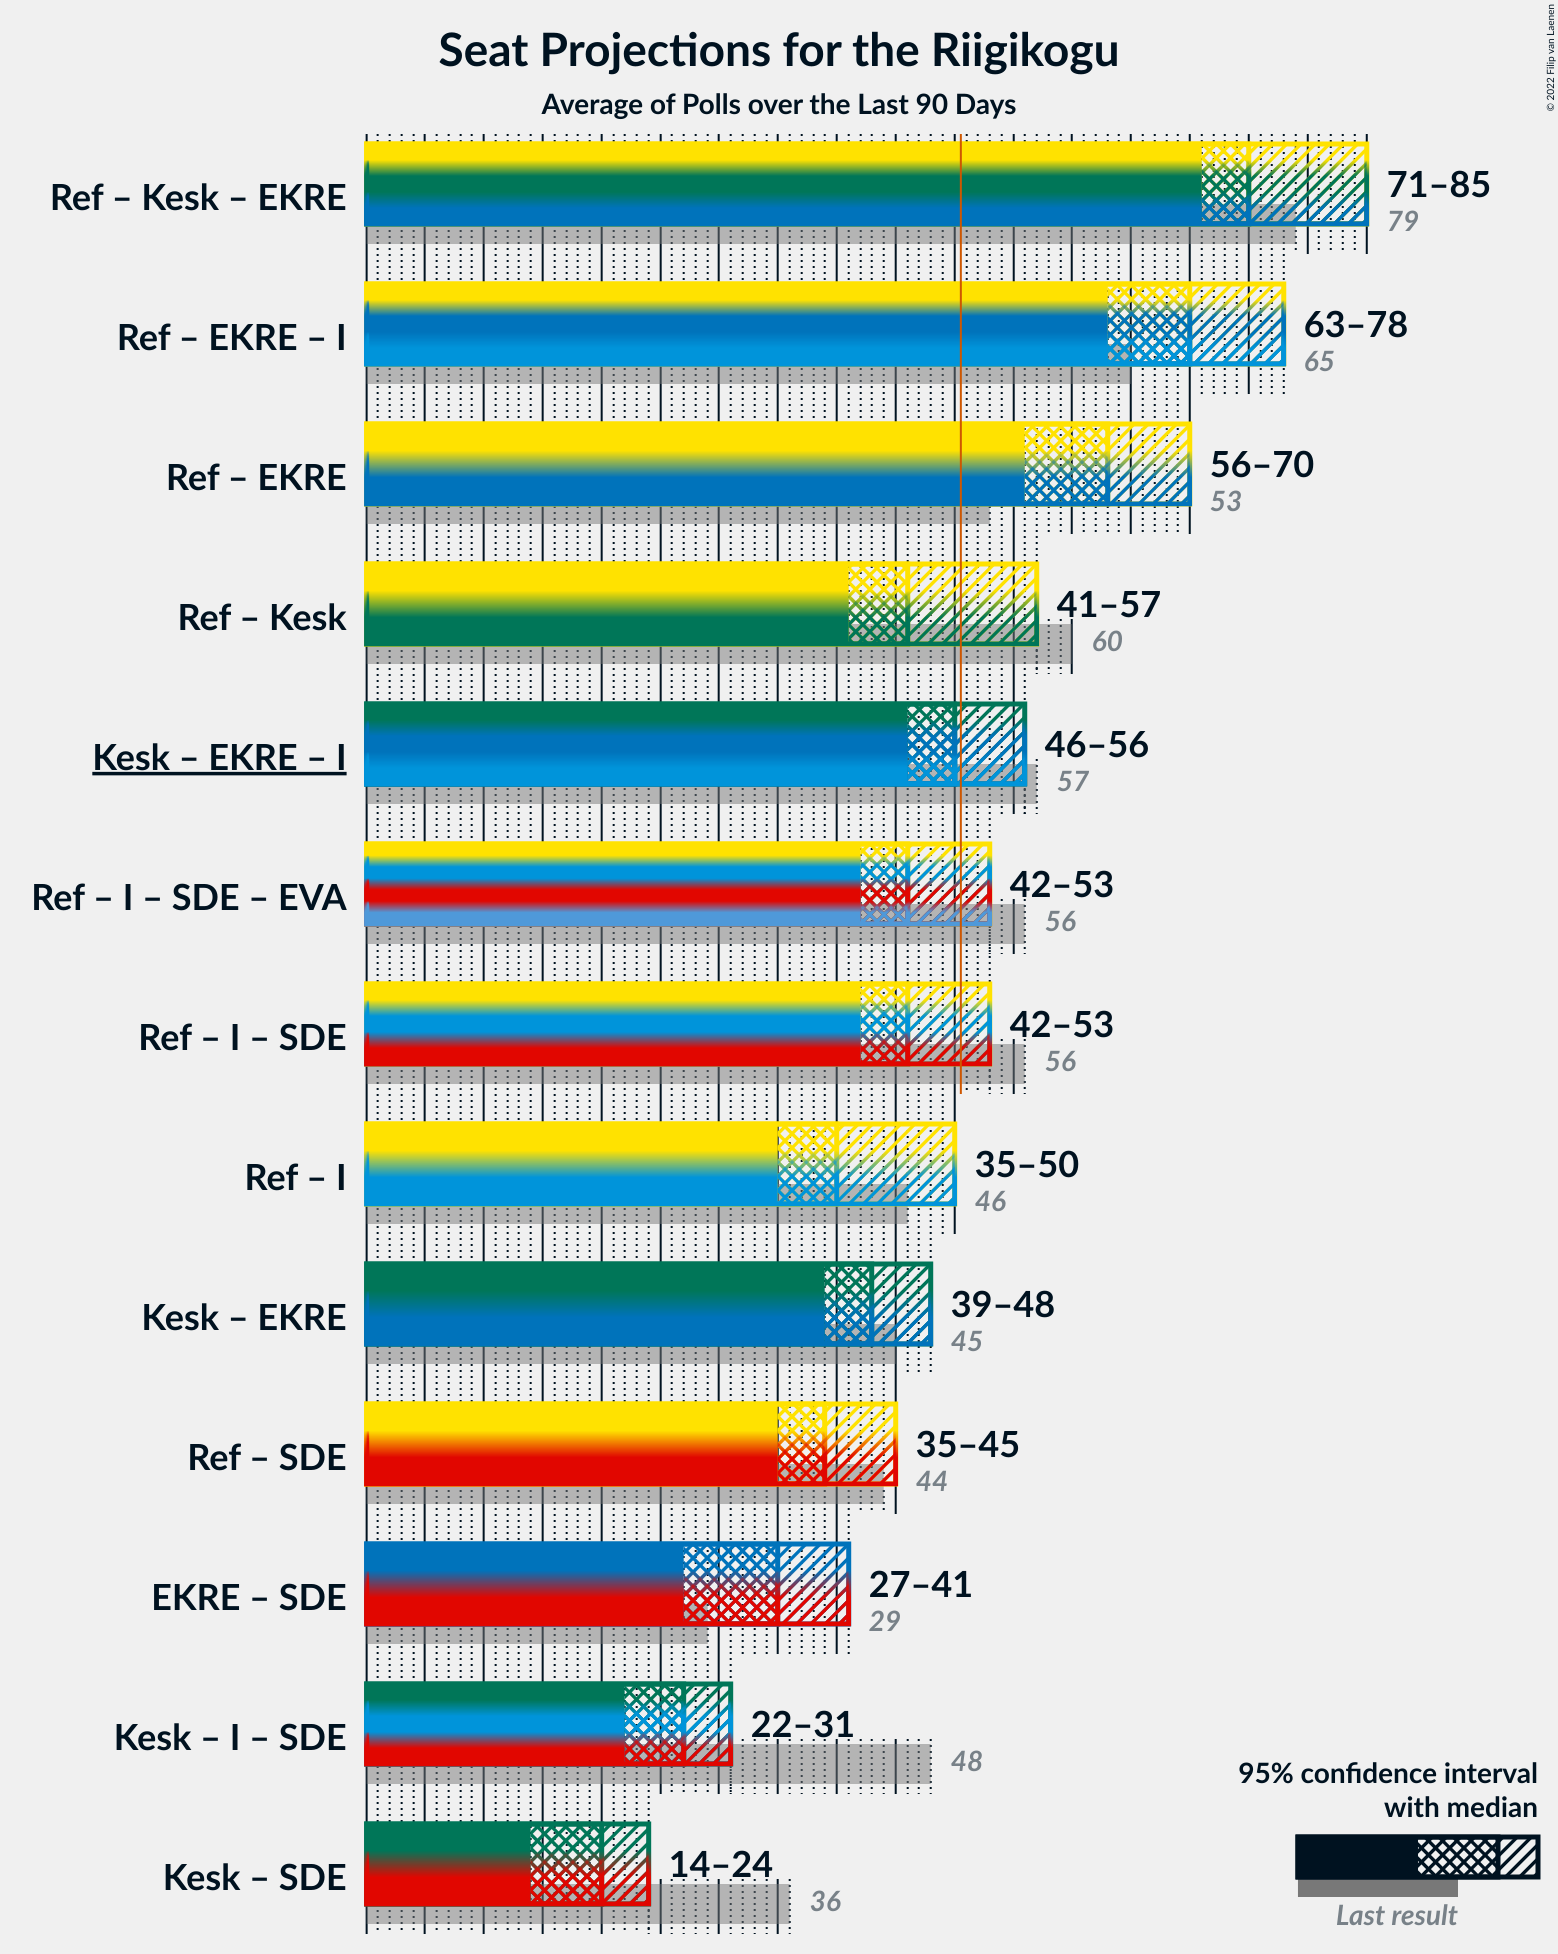 Seat Projections for the Riigikogu
Average of Polls over the Last 90 Days
© 2022 Filip van Laenen
Ref – Kesk – EKRE
71–85
79
Ref – EKRE – I
63–78
65
Ref – EKRE
56–70
53
Ref – Kesk
41–57
60
Kesk – EKRE – I
46–56
57
Ref – I – SDE – EVA
42–53
56
Ref – I – SDE
42–53
56
Ref – I
35–50
46
Kesk – EKRE
39–48
45
Ref – SDE
35–45
44
EKRE – SDE
27–41
29
Kesk – I – SDE
22–31
48
Kesk – SDE
14–24
36
95% confidence interval
with median
Last result